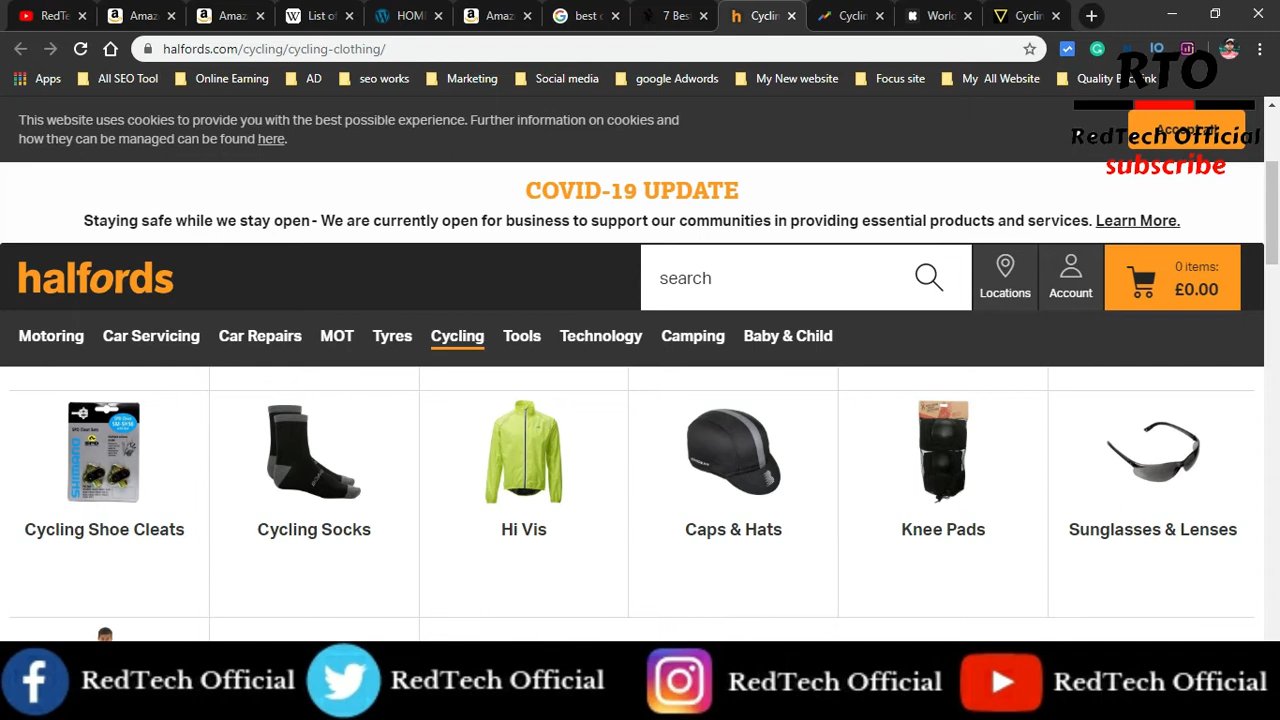 RedTe
Amaz
Amaz
List of
HOMI
Amaz
best c
7 Bes
Cyclin
Cyclin
World
Cyclin
halfords.com/cycling/cycling-clothing/
Apps
All SEO Tool
Online Earning
AD
seo works
Marketing
Social media
google Adwords
My New website
Focus site
My All Website
Quality Backlink
RTO
RedTech Official
subscribe
This website uses cookies to provide you with the best possible experience. Further information on cookies and
how they can be managed can be found here.
COVID-19 UPDATE
Staying safe while we stay open - We are currently open for business to support our communities in providing essential products and services. Learn More.
halfords
search
Locations
Account
0 items:
£0.00
Motoring
Car Servicing
Car Repairs
MOT
Tyres
Cycling
Tools
Technology
Camping
Baby & Child
SHIMANO
Cycling Shoe Cleats
Cycling Socks
Hi Vis
Caps & Hats
Knee Pads
Sunglasses & Lenses
RedTech Official
RedTech Official
RedTech Official
RedTech Official